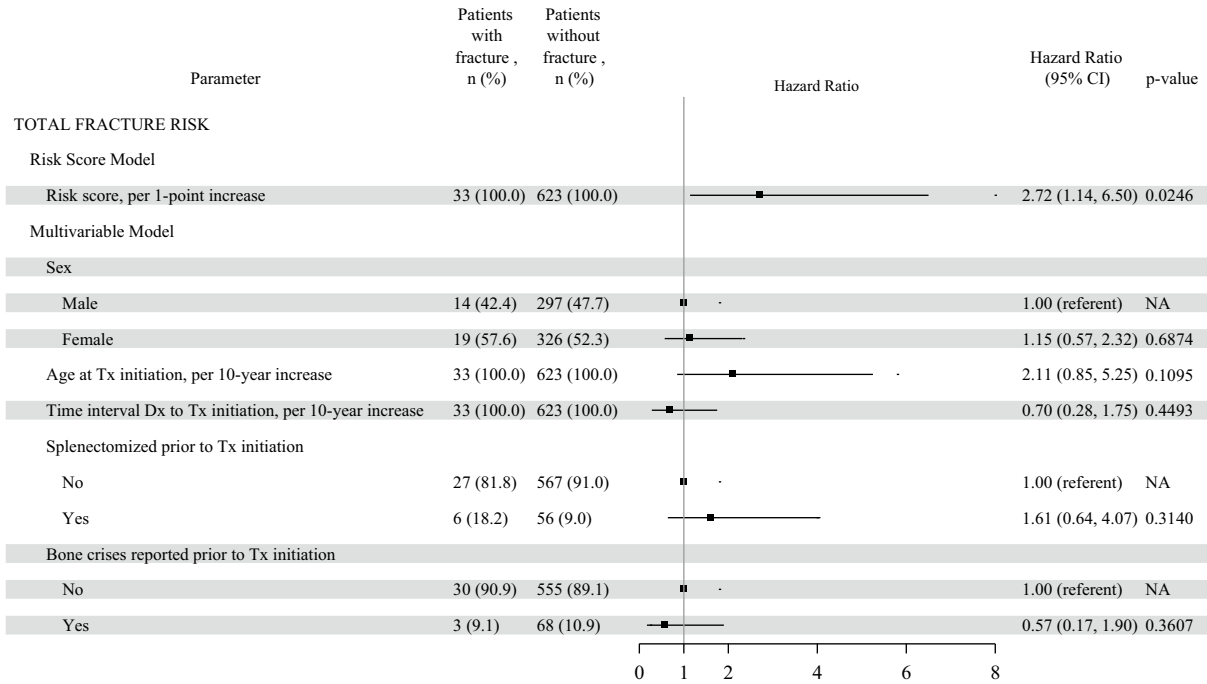 Parameter
Patients with fracture , n (%)
Patients without fracture , n (%)
Hazard Ratio
Hazard Ratio (95% CI)
p-value
TOTAL FRACTURE RISK
Risk Score Model
Risk score, per 1-point increase 33 (100.0) 623 (100.0) 2.72 (1.14, 6.50) 0.0246
Multivariable Model
Sex
Male 14 (42.4) 297 (47.7) 1.00 (referent) NA
Female 19 (57.6) 326 (52.3) 1.15 (0.57, 2.32) 0.6874
Age at Tx initiation, per 10-year increase 33 (100.0) 623 (100.0) 2.11 (0.85, 5.25) 0.1095
Time interval Dx to Tx initiation, per 10-year increase 33 (100.0) 623 (100.0) 0.70 (0.28, 1.75) 0.4493
Splenectomized prior to Tx initiation
No 27 (81.8) 567 (91.0) 1.00 (referent) NA
Yes 6 (18.2) 56 (9.0) 1.61 (0.64, 4.07) 0.3140
Bone crises reported prior to Tx initiation
No 30 (90.9) 555 (89.1) 1.00 (referent) NA
Yes 3 (9.1) 68 (10.9) 0.57 (0.17, 1.90) 0.3607
0 1 2 4 6 8